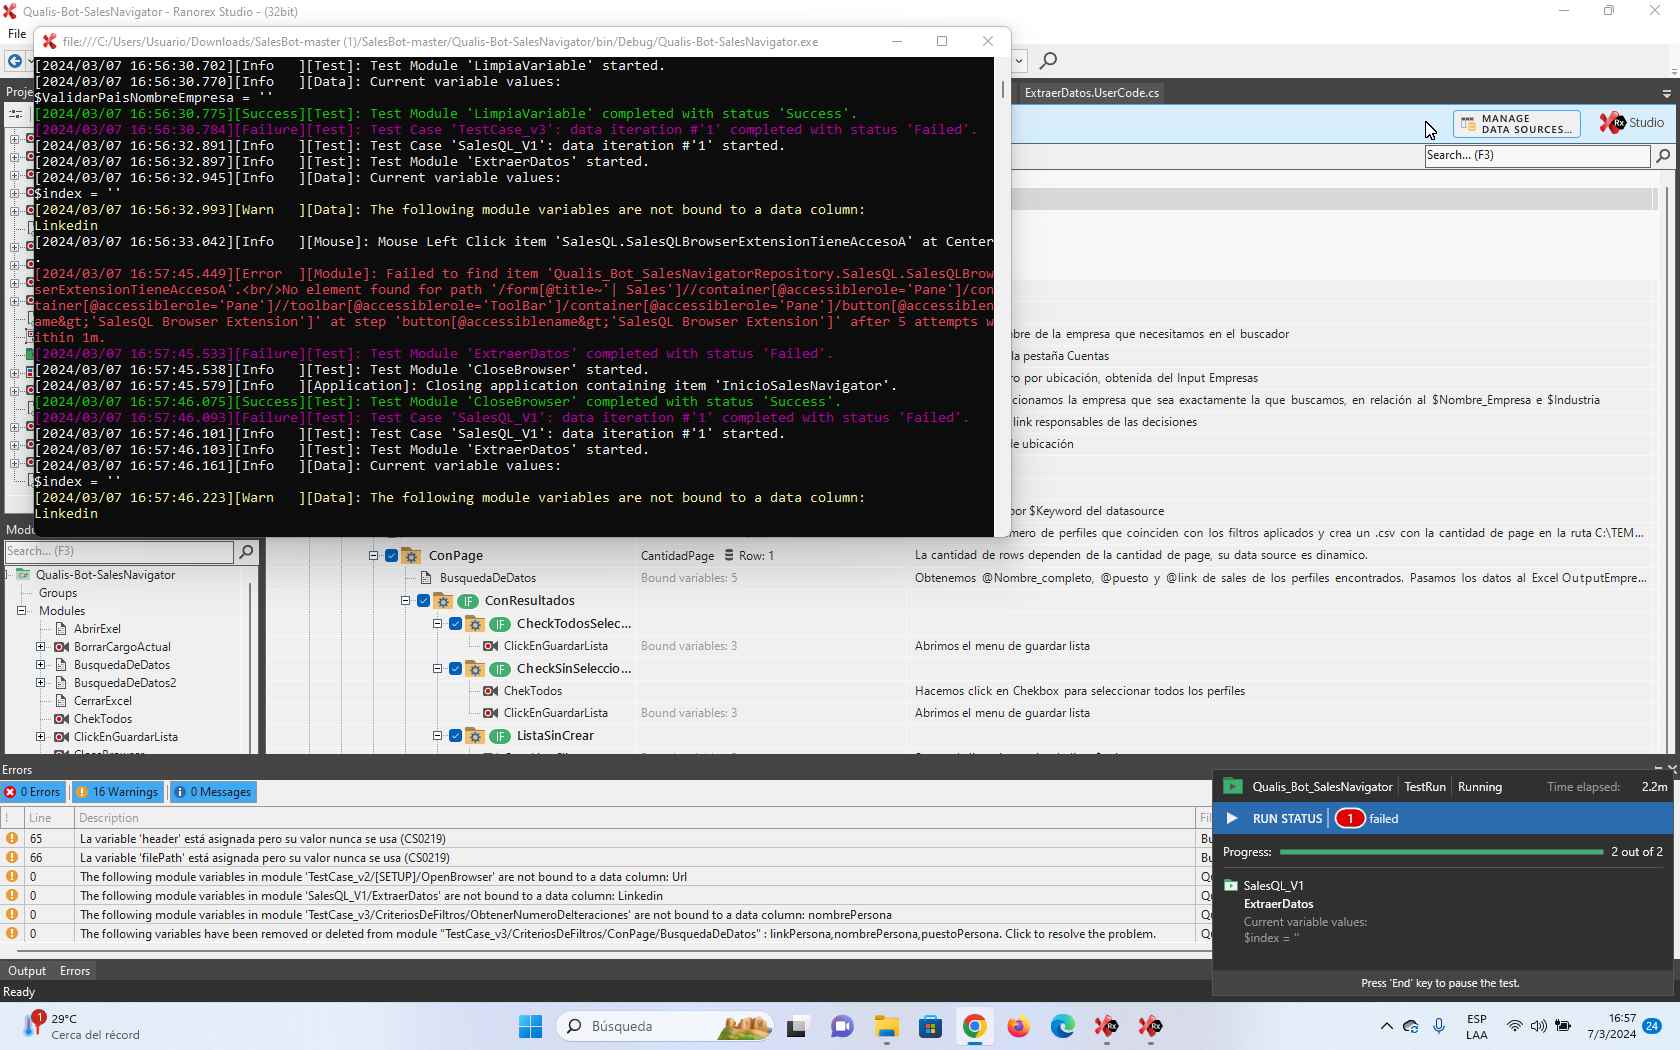 Qualis-Bot-SalesNavigator - Ranorex Studio - (32bit)
File
file:///C:/Users/Usuario/Downloads/SalesBot-master (1)/SalesBot-master/Qualis-Bot-SalesNavigator/bin/Debug/Qualis-Bot-SalesNavigator.exe
[2024/03/07 16:56:30.702][Info   ][Test]: Test Module 'LimpiaVariable' started.
[2024/03/07 16:56:30.770][Info   ][Data]: Current variable values:
$ValidarPaisNombreEmpresa = ''
[2024/03/07 16:56:30.775][Success][Test]: Test Module 'LimpiaVariable' completed with status 'Success'.
[2024/03/07 16:56:30.784][Failure][Test]: Test Case 'TestCase_v3': data iteration #'1' completed with status 'Failed'.
[2024/03/07 16:56:32.891][Info   ][Test]: Test Case 'SalesQL_V1': data iteration #'1' started.
[2024/03/07 16:56:32.897][Info   ][Test]: Test Module 'ExtraerDatos' started.
[2024/03/07 16:56:32.945][Info   ][Data]: Current variable values:
$index = ''
[2024/03/07 16:56:32.993][Warn   ][Data]: The following module variables are not bound to a data column:
Linkedin
[2024/03/07 16:56:33.042][Info   ][Mouse]: Mouse Left Click item 'SalesQL.SalesQLBrowserExtensionTieneAccesoA' at Center
.
[2024/03/07 16:57:45.449][Error  ][Module]: Failed to find item 'Qualis_Bot_SalesNavigatorRepository.SalesQL.SalesQLBrow
serExtensionTieneAccesoA'.<br/>No element found for path '/form[@title~'| Sales']//container[@accessiblerole='Pane']/con
tainer[@accessiblerole='Pane']//toolbar[@accessiblerole='ToolBar']/container[@accessiblerole='Pane']/button[@accessiblen
ame&gt;'SalesQL Browser Extension']' at step 'button[@accessiblename&gt;'SalesQL Browser Extension']' after 5 attempts w
ithin 1m.
[2024/03/07 16:57:45.533][Failure][Test]: Test Module 'ExtraerDatos' completed with status 'Failed'.
[2024/03/07 16:57:45.538][Info   ][Test]: Test Module 'CloseBrowser' started.
[2024/03/07 16:57:45.579][Info   ][Application]: Closing application containing item 'InicioSalesNavigator'.
[2024/03/07 16:57:46.075][Success][Test]: Test Module 'CloseBrowser' completed with status 'Success'.
[2024/03/07 16:57:46.093][Failure][Test]: Test Case 'SalesQL_V1': data iteration #'1' completed with status 'Failed'.
[2024/03/07 16:57:46.101][Info   ][Test]: Test Case 'SalesQL_V1': data iteration #'1' started.
[2024/03/07 16:57:46.103][Info   ][Test]: Test Module 'ExtraerDatos' started.
[2024/03/07 16:57:46.161][Info   ][Data]: Current variable values:
$index = ''
[2024/03/07 16:57:46.223][Warn   ][Data]: The following module variables are not bound to a data column:
Linkedin
ExtraerDatos.UserCode.cs
MANAGE
DATA SOURCES...
Rx Studio
Search... (F3)
Proje
bre de la empresa que necesitamos en el buscador
la pestaña Cuentas
o por ubicación, obtenida del Input Empresas
cionamos la empresa que sea exactamente la que buscamos, en relación al $Nombre_Empresa e $Industria
link responsables de las decisiones
e ubicación
por $Keyword del datasource
mero de perfiles que coinciden con los filtros aplicados y crea un .csv con la cantidad de page en la ruta C:\TEM...
ConPage CantidadPage Row: 1 La cantidad de rows dependen de la cantidad de page, su data source es dinamico.
BusquedaDeDatos Bound variables: 5 Obtenemos @Nombre_completo, @puesto y @link de sales de los perfiles encontrados. Pasamos los datos al Excel OutputEmpre...
IF ConResultados
IF CheckTodosSelec...
ClickEnGuardarLista Bound variables: 3 Abrimos el menu de guardar lista
IF CheckSinSeleccio...
ChekTodos Hacemos click en Chekbox para seleccionar todos los perfiles
ClickEnGuardarLista Bound variables: 3 Abrimos el menu de guardar lista
IF ListaSinCrear
Modu
Search... (F3)
Qualis-Bot-SalesNavigator
Groups
Modules
AbrirExel
BorrarCargoActual
BusquedaDeDatos
BusquedaDeDatos2
CerrarExcel
ChekTodos
ClickEnGuardarLista
Errors
0 Errors 16 Warnings 0 Messages
! Line Description Fil
65 La variable 'header' está asignada pero su valor nunca se usa (CS0219) Bu
66 La variable 'filePath' está asignada pero su valor nunca se usa (CS0219) Bu
0 The following module variables in module 'TestCase_v2/[SETUP]/OpenBrowser' are not bound to a data column: Url Qu
0 The following module variables in module 'SalesQL_V1/ExtraerDatos' are not bound to a data column: Linkedin Qu
0 The following module variables in module 'TestCase_v3/CriteriosDeFiltros/ObtenerNumeroDeIteraciones' are not bound to a data column: nombrePersona Qu
0 The following variables have been removed or deleted from module "TestCase_v3/CriteriosDeFiltros/ConPage/BusquedaDeDatos" : linkPersona,nombrePersona,puestoPersona. Click to resolve the problem. Qu
Output Errors
Ready
Qualis_Bot_SalesNavigator TestRun Running Time elapsed: 2.2m
RUN STATUS 1 failed
Progress: 2 out of 2
SalesQL_V1
ExtraerDatos
Current variable values:
$index = ''
Press 'End' key to pause the test.
1 29°C
Cerca del récord
Búsqueda
ESP
LAA
16:57
7/3/2024
24